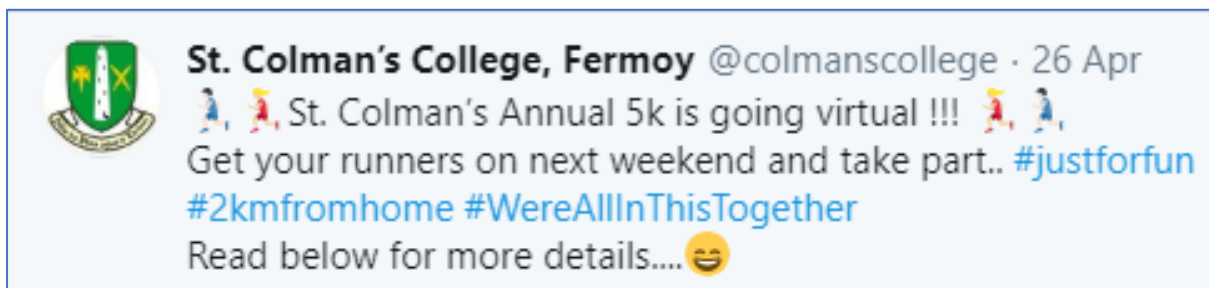 St. Colman's College, Fermoy @colmanscollege · 26 Apr
🏃🏻‍♂️🏃🏻‍♀️St. Colman's Annual 5k is going virtual !!! 🏃🏻‍♀️🏃🏻‍♂️
Get your runners on next weekend and take part.. #justforfun
#2kmfromhome #WereAllInThisTogether
Read below for more details....😄